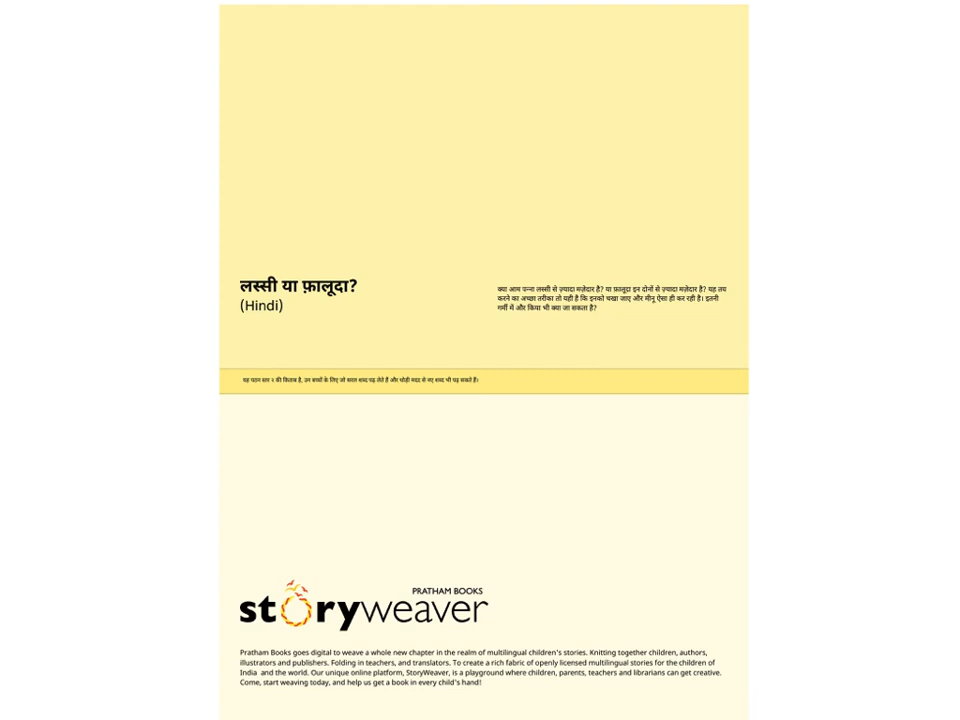 लस्सी या फ़ालूदा?
(Hindi)
क्या आम पन्ना लस्सी से ज़्यादा मज़ेदार है? या फ़ालूदा इन दोनों से ज़्यादा मज़ेदार है? यह तय
करने का अच्छा तरीका तो यही है कि इनको चखा जाए और मीनू ऐसा ही कर रही है। इतनी
गर्मी में और किया भी क्या जा सकता है?
यह पठन स्तर २ की किताब है, उन बच्चों के लिए जो सरल शब्द पढ़ लेते हैं और थोड़ी मदद से नए शब्द भी पढ़ सकते हैं।
PRATHAM BOOKS
storyweaver
Pratham Books goes digital to weave a whole new chapter in the realm of multilingual children's stories. Knitting together children, authors,
illustrators and publishers. Folding in teachers, and translators. To create a rich fabric of openly licensed multilingual stories for the children of
India and the world. Our unique online platform, StoryWeaver, is a playground where children, parents, teachers and librarians can get creative.
Come, start weaving today, and help us get a book in every child's hand!